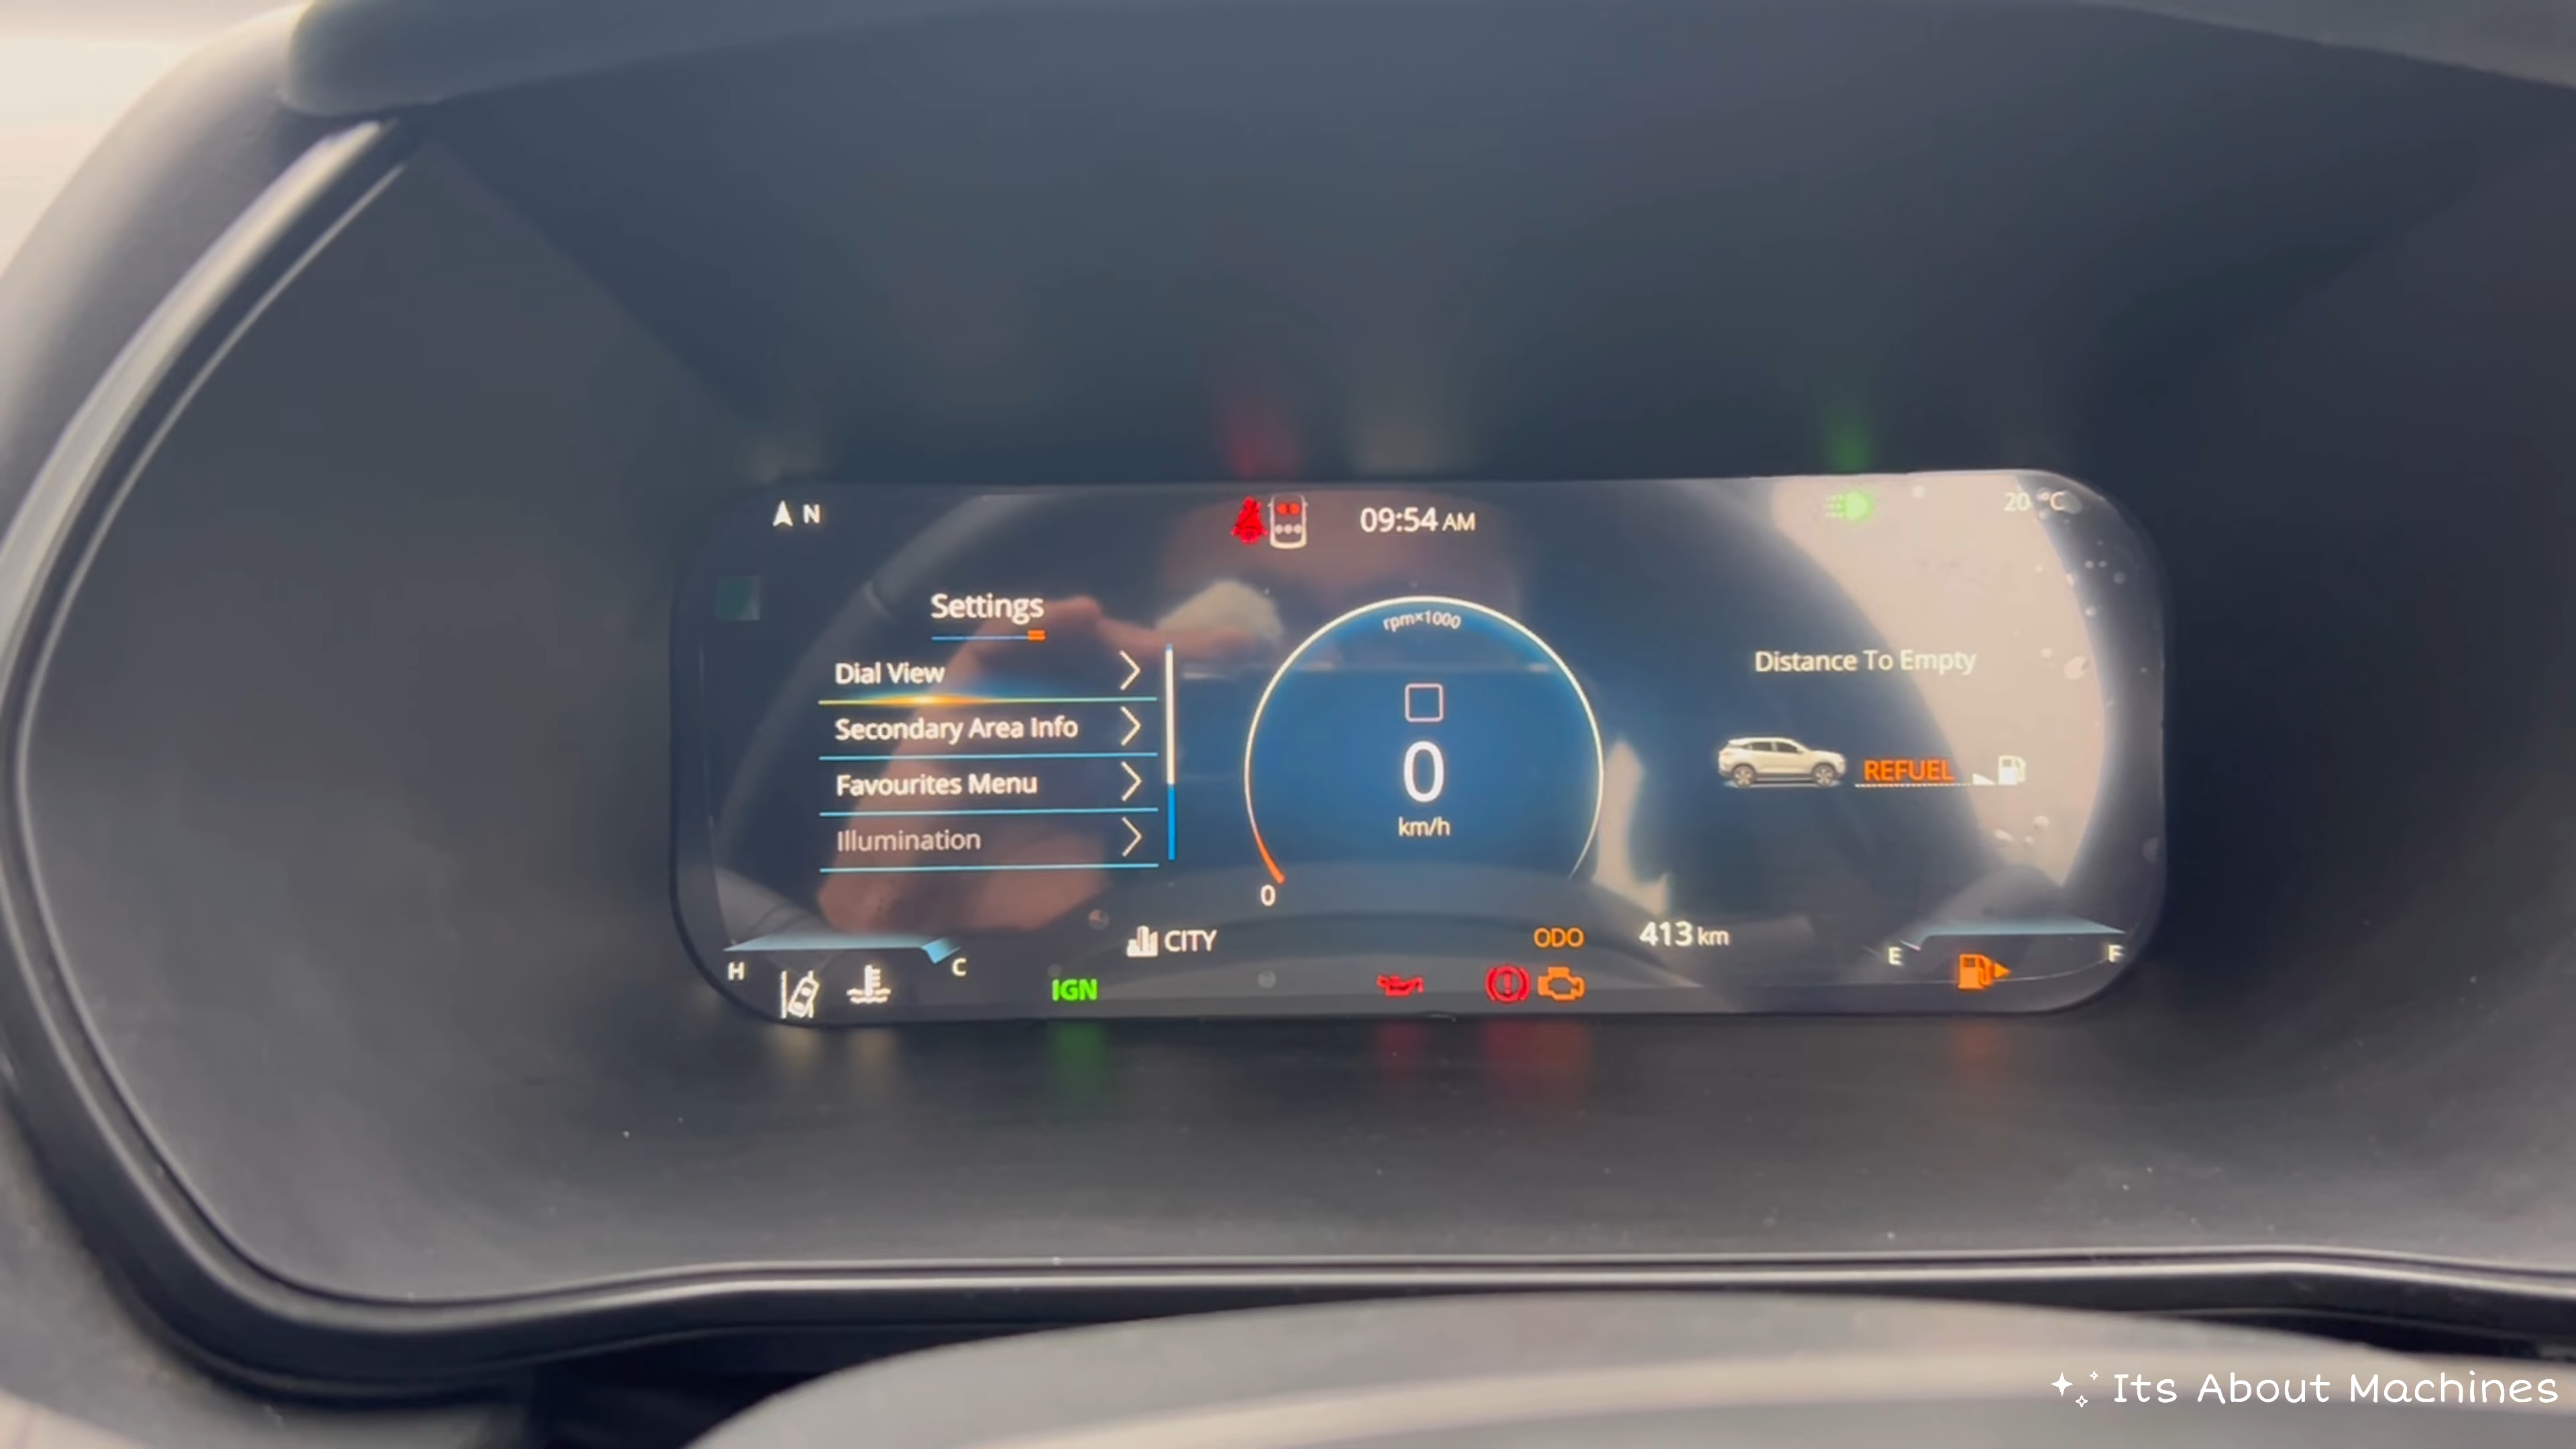 N
09:54 AM
20 °C
Settings
Dial View
Secondary Area Info
Favourites Menu
Illumination
rpm×1000
0
km/h
0
Distance To Empty
REFUEL
CITY
ODO 413 km
H
C
E
F
IGN
Its About Machines